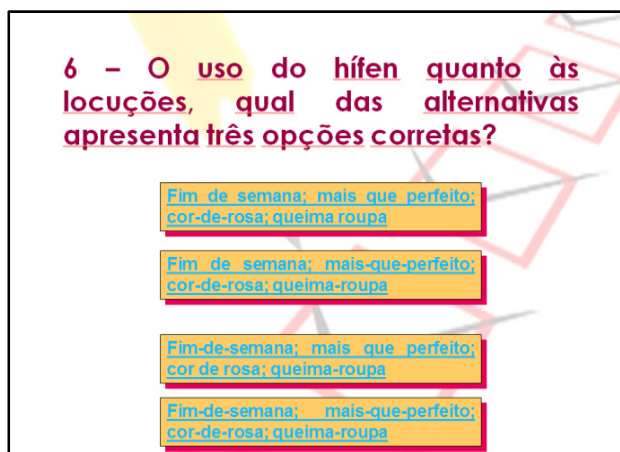 6 – O uso do hífen quanto às
locuções, qual das alternativas
apresenta três opções corretas?
Fim de semana; mais que perfeito;
cor-de-rosa; queima roupa
Fim de semana; mais-que-perfeito;
cor-de-rosa; queima-roupa
Fim-de-semana; mais que perfeito;
cor de rosa; queima-roupa
Fim-de-semana; mais-que-perfeito;
cor-de-rosa; queima-roupa